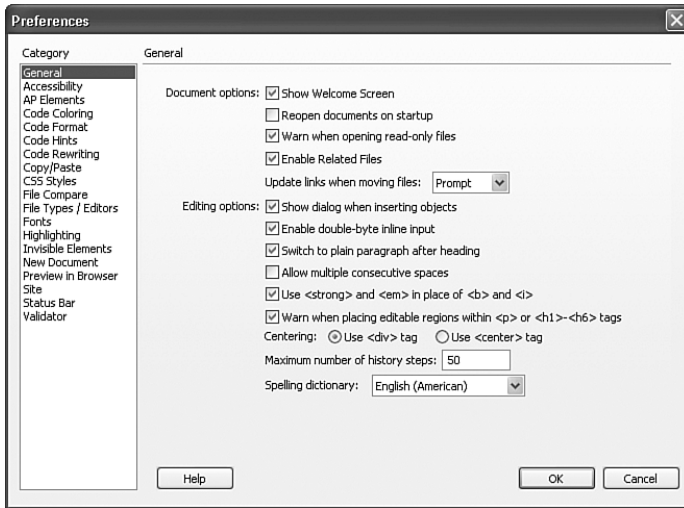 Preferences
Category
General
General
Accessibility
AP Elements
Code Coloring
Code Format
Code Hints
Code Rewriting
Copy/Paste
CSS Styles
File Compare
File Types / Editors
Fonts
Highlighting
Invisible Elements
New Document
Preview in Browser
Site
Status Bar
Validator
Document options: Show Welcome Screen
Reopen documents on startup
Warn when opening read-only files
Enable Related Files
Update links when moving files: Prompt
Editing options: Show dialog when inserting objects
Enable double-byte inline input
Switch to plain paragraph after heading
Allow multiple consecutive spaces
Use <strong> and <em> in place of <b> and <i>
Warn when placing editable regions within <p> or <h1>-<h6> tags
Centering: Use <div> tag Use <center> tag
Maximum number of history steps: 50
Spelling dictionary: English (American)
Help OK Cancel